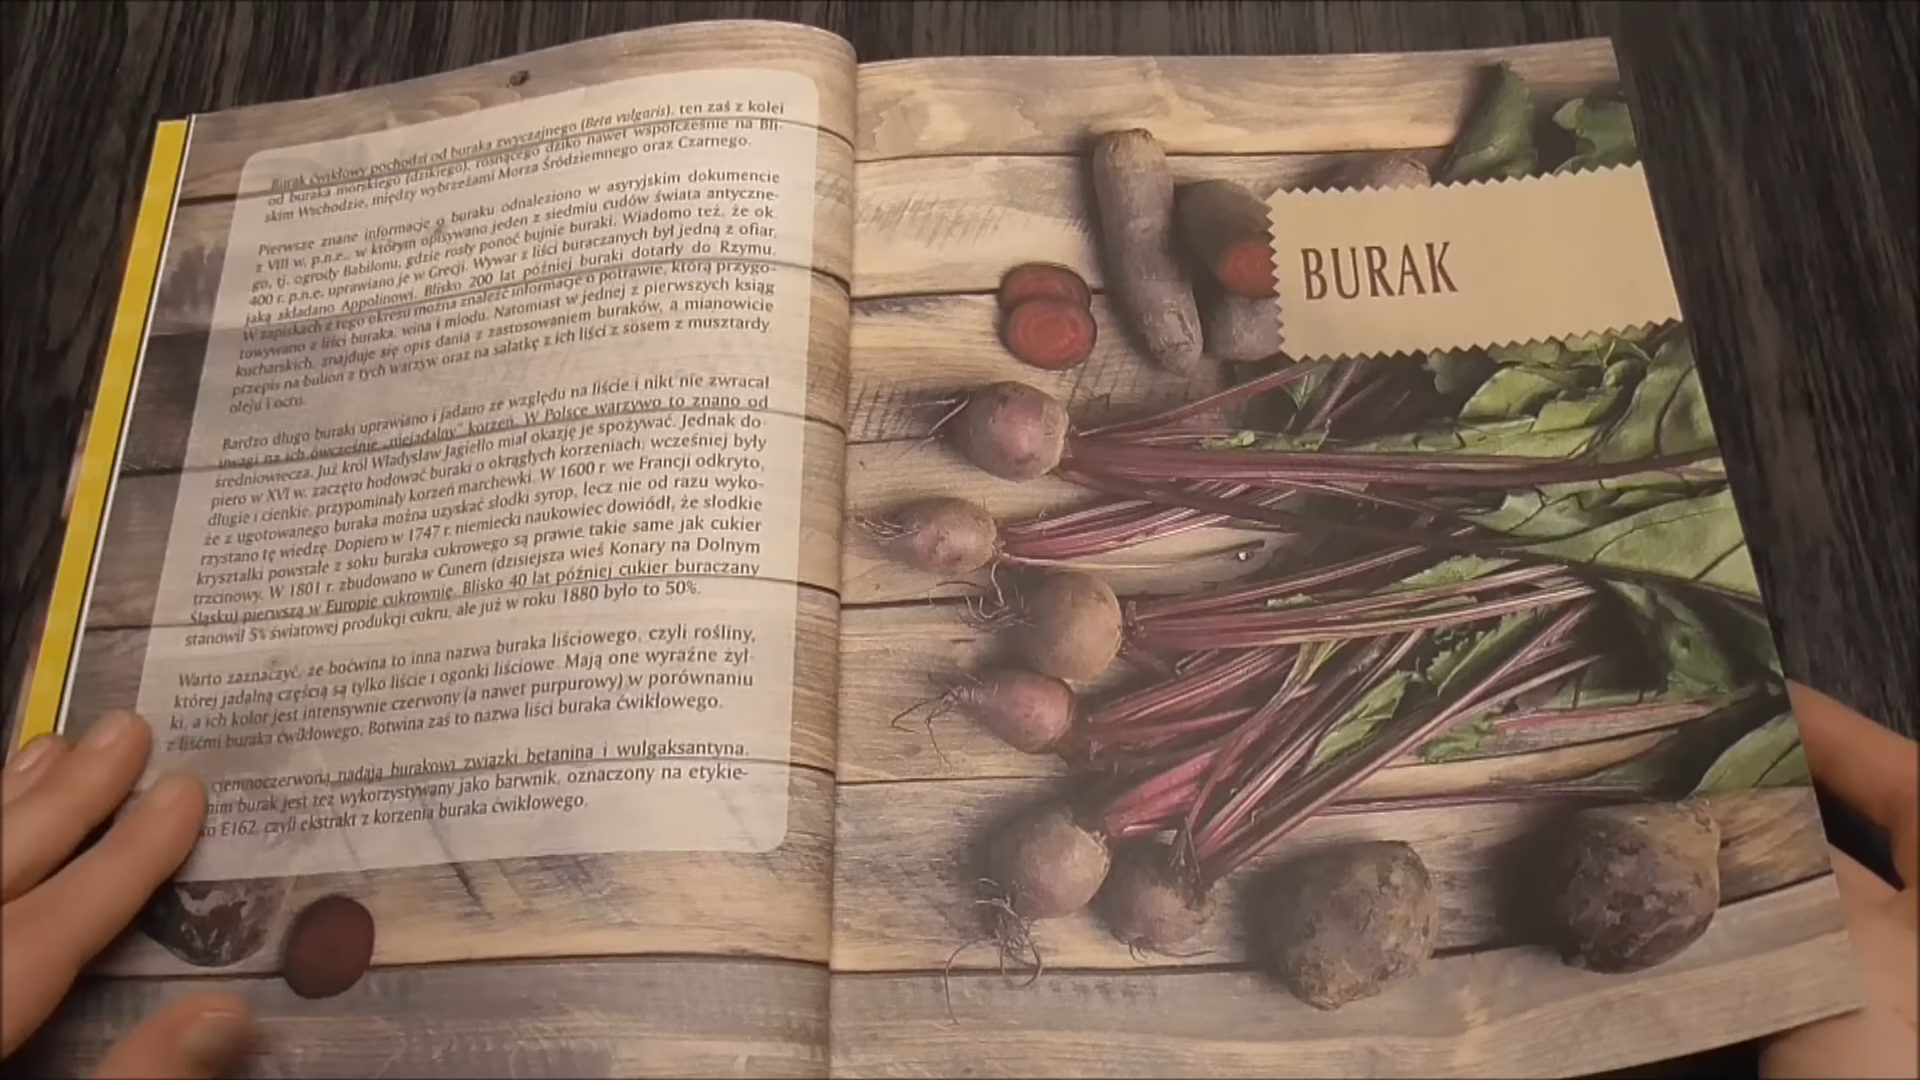 Burak ćwikłowy pochodzi od buraka zwyczajnego (Beta vulgaris), ten zaś z kolei
od buraka morskiego (dzikiego), rosnącego dziko nawet współcześnie na Bli-
skim Wschodzie, między wybrzeżami Morza Śródziemnego oraz Czarnego.
Pierwsze znane informacje o buraku odnaleziono w asyryjskim dokumencie
z VIII w. p.n.e., w którym opisywano jeden z siedmiu cudów świata antyczne-
go, tj. ogrody Babilonu, gdzie rosły ponoć bujnie buraki. Wiadomo też, że ok.
400 r. p.n.e. uprawiano je w Grecji. Wywar z liści buraczanych był jedną z ofiar,
jaką składano Appolinowi. Blisko 200 lat później buraki dotarły do Rzymu.
W zapiskach z tego okresu można znaleźć informacje o potrawie, którą przygo-
towywano z liści buraka, wina i miodu. Natomiast w jednej z pierwszych ksiąg
kucharskich, znajduje się opis dania z zastosowaniem buraków, a mianowicie
przepis na bulion z tych warzyw oraz na sałatkę z ich liści z sosem z musztardy,
oleju i octu.
Bardzo długo buraki uprawiano i jadano ze względu na liście i nikt nie zwracał
uwagi na ich ówcześnie „niejadalny" korzeń. W Polsce warzywo to znano od
średniowiecza. Już król Władysław Jagiełło miał okazję je spożywać. Jednak do-
piero w XVI w. zaczęto hodować buraki o okrągłych korzeniach; wcześniej były
długie i cienkie, przypominały korzeń marchewki. W 1600 r. we Francji odkryto,
że z ugotowanego buraka można uzyskać słodki syrop, lecz nie od razu wyko-
rzystano tę wiedzę. Dopiero w 1747 r. niemiecki naukowiec dowiódł, że słodkie
kryształki powstałe z soku buraka cukrowego są prawie takie same jak cukier
trzcinowy. W 1801 r. zbudowano w Cunern (dzisiejsza wieś Konary na Dolnym
Śląsku) pierwszą w Europie cukrownię. Blisko 40 lat później cukier buraczany
stanowił 5% światowej produkcji cukru, ale już w roku 1880 było to 50%.
Warto zaznaczyć, że boćwina to inna nazwa buraka liściowego, czyli rośliny,
której jadalną częścią są tylko liście i ogonki liściowe. Mają one wyraźne żył-
ki, a ich kolor jest intensywnie czerwony (a nawet purpurowy) w porównaniu
z liśćmi buraka ćwikłowego. Botwina zaś to nazwa liści buraka ćwikłowego.
ciemnoczerwoną nadają burakowi związki betanina i wulgaksantyna.
nim burak jest też wykorzystywany jako barwnik, oznaczony na etykie-
ko E162, czyli ekstrakt z korzenia buraka ćwikłowego.
BURAK